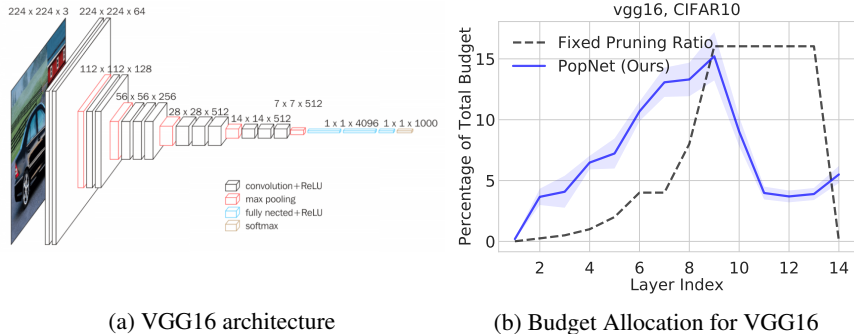 224 x 224 x 3
224 x 224 x 64
112 x 112 x 128
56 x 56 x 256
28 x 28 x 512
14 x 14 x 512
7 x 7 x 512
1 x 1 x 4096
1 x 1 x 1000
convolution+ReLU
max pooling
fully nected+ReLU
softmax
(a) VGG16 architecture
vgg16, CIFAR10
Fixed Pruning Ratio
PopNet (Ours)
Percentage of Total Budget
15
10
5
0
2
4
6
8
10
12
14
Layer Index
(b) Budget Allocation for VGG16